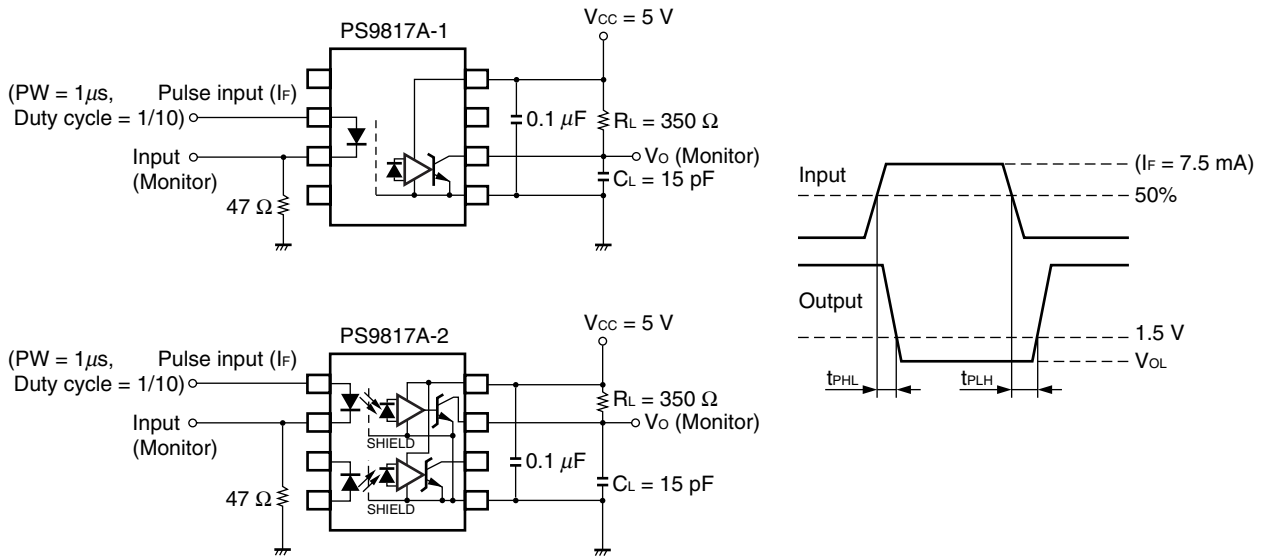 VCC = 5 V
PS9817A-1
(PW = 1μs, Pulse input (IF)
Duty cycle = 1/10)
0.1 μF
RL = 350 Ω
Input
(Monitor)
VO (Monitor)
CL = 15 pF
47 Ω
VCC = 5 V
PS9817A-2
(PW = 1μs, Pulse input (IF)
Duty cycle = 1/10)
RL = 350 Ω
Input
(Monitor)
VO (Monitor)
SHIELD
0.1 μF
CL = 15 pF
47 Ω
SHIELD
Input
(IF = 7.5 mA)
50%
Output
1.5 V
VOL
tPHL
tPLH